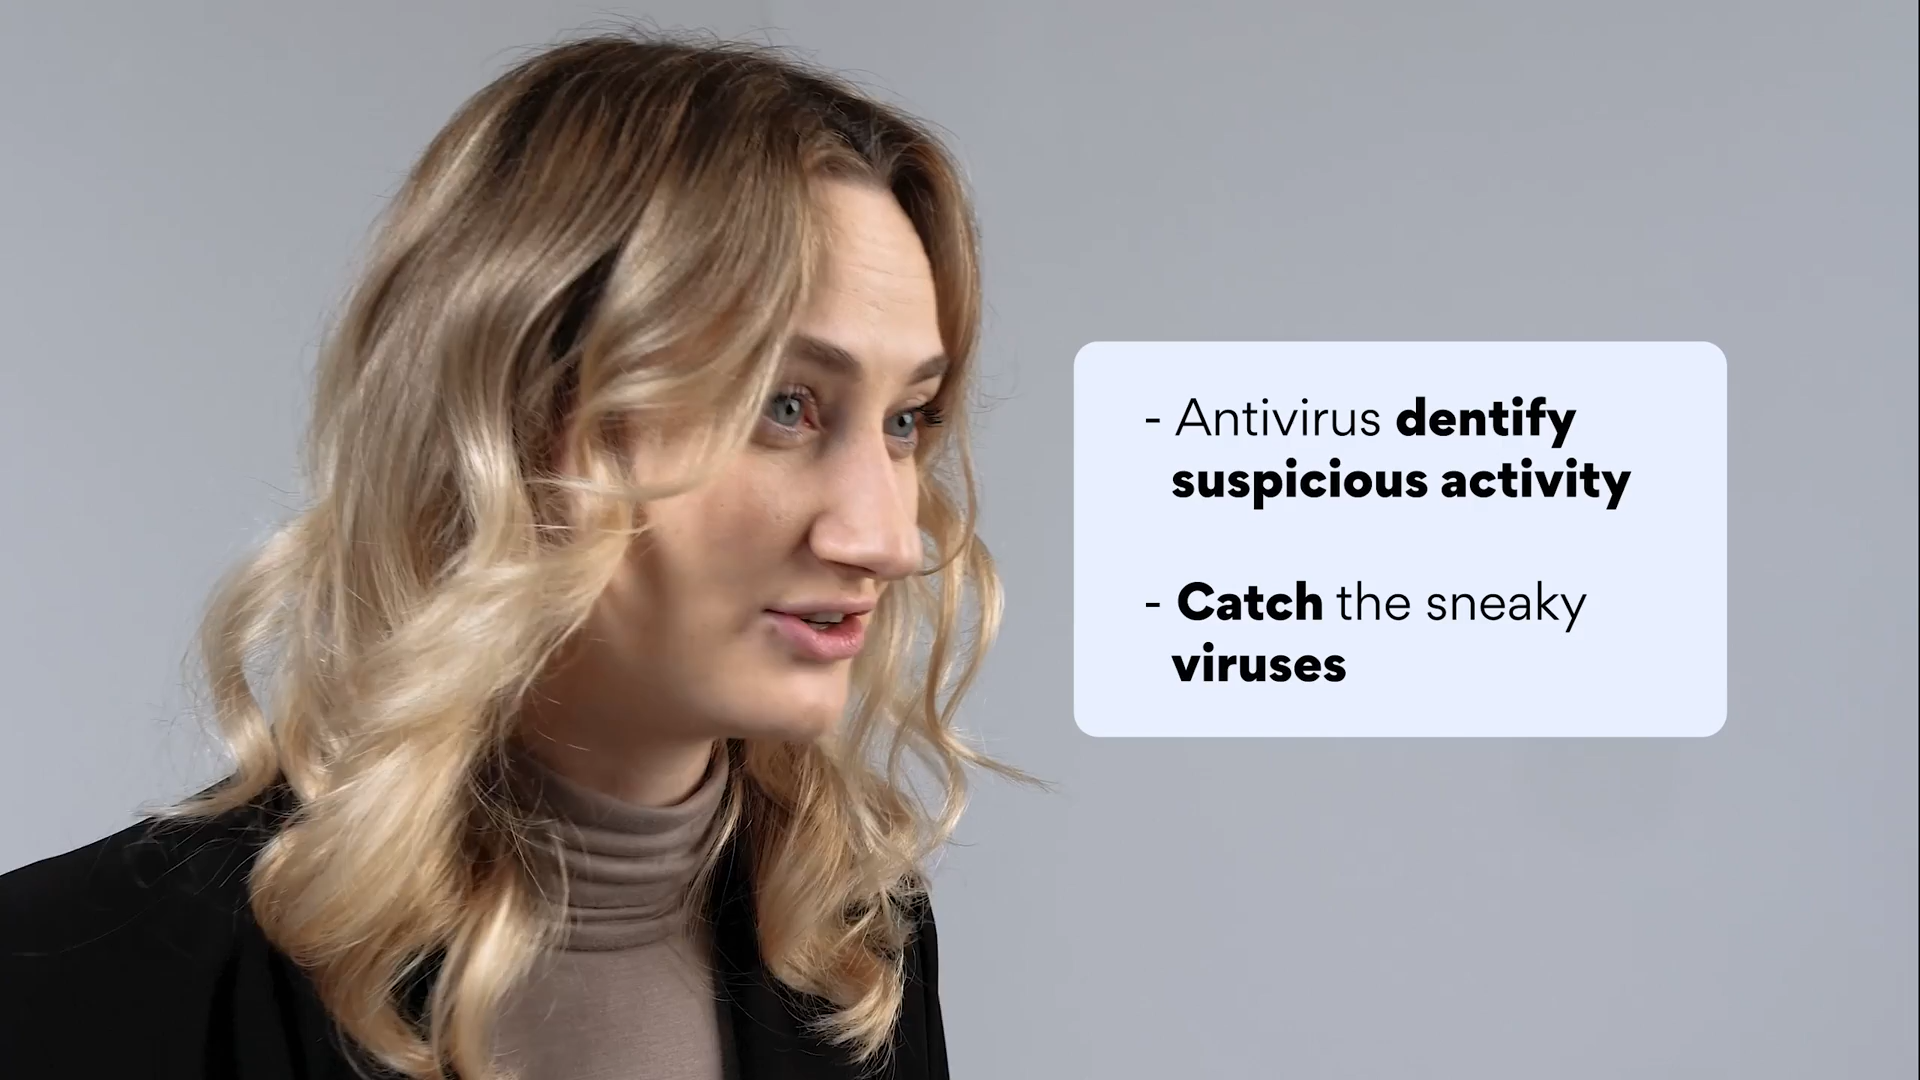 - Antivirus dentify
suspicious activity
- Catch the sneaky
viruses